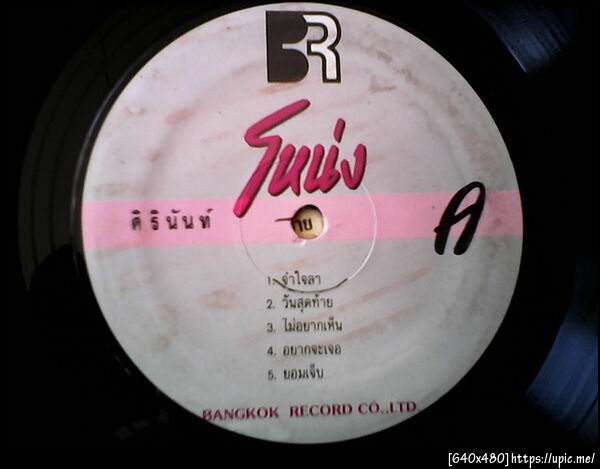 BR
โหน่ง
ศิรินันท์
A
1. จำใจลา
2. วันสุดท้าย
3. ไม่อยากเห็น
4. อยากจะเจอ
5. ยอมเจ็บ
BANGKOK RECORD CO.,LTD.
[640x480]https://upic.me/